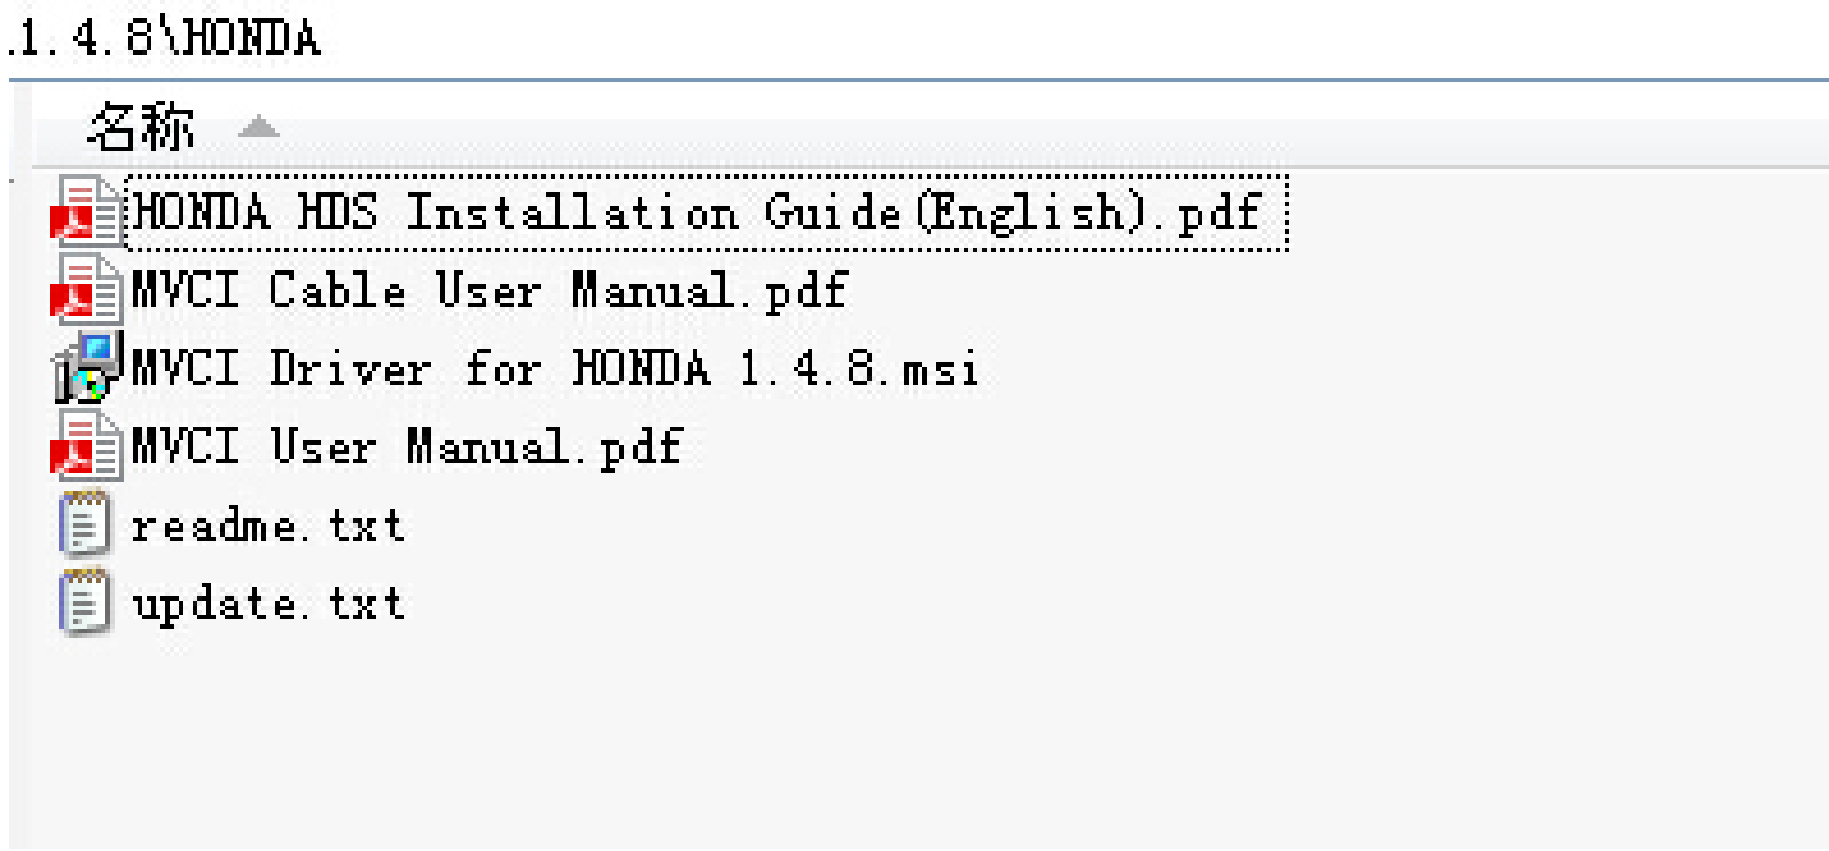 .1.4.8\HONDA
名称
HONDA HDS Installation Guide(English).pdf
MVCI Cable User Manual.pdf
MVCI Driver for HONDA 1.4.8.msi
MVCI User Manual.pdf
readme.txt
update.txt